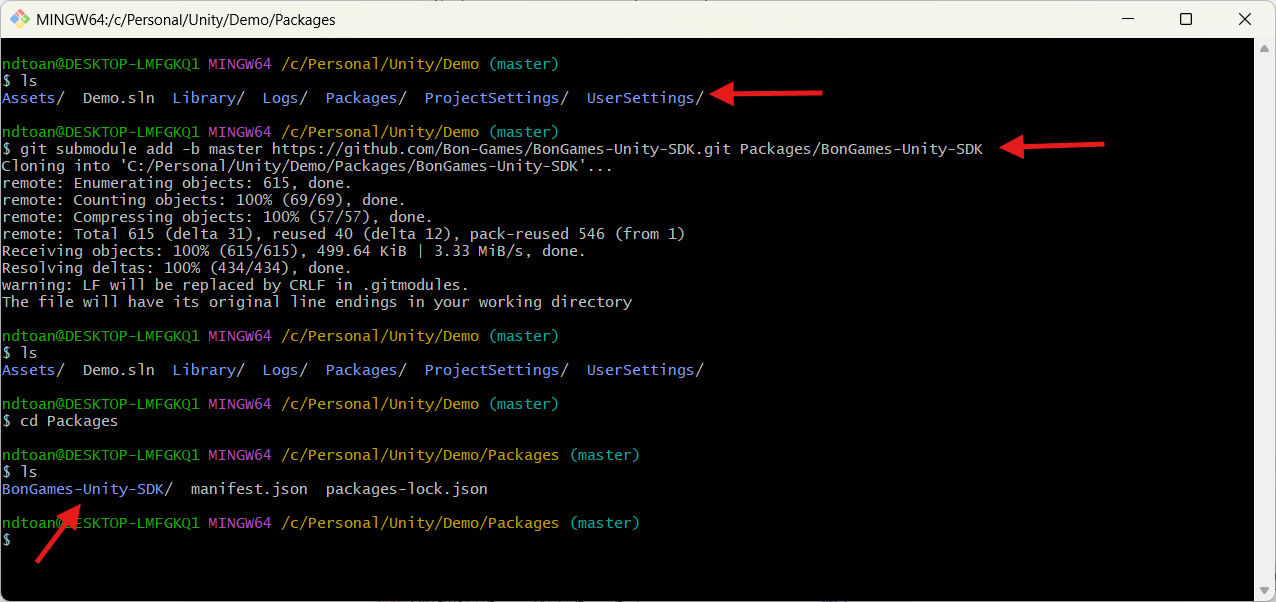 MINGW64:/c/Personal/Unity/Demo/Packages
ndtoan@DESKTOP-LMFGKQ1 MINGW64 /c/Personal/Unity/Demo (master)
$ ls
Assets/  Demo.sln  Library/  Logs/  Packages/  ProjectSettings/  UserSettings/
ndtoan@DESKTOP-LMFGKQ1 MINGW64 /c/Personal/Unity/Demo (master)
$ git submodule add -b master https://github.com/Bon-Games/BonGames-Unity-SDK.git Packages/BonGames-Unity-SDK
Cloning into 'C:/Personal/Unity/Demo/Packages/BonGames-Unity-SDK'...
remote: Enumerating objects: 615, done.
remote: Counting objects: 100% (69/69), done.
remote: Compressing objects: 100% (57/57), done.
remote: Total 615 (delta 31), reused 40 (delta 12), pack-reused 546 (from 1)
Receiving objects: 100% (615/615), 499.64 KiB | 3.33 MiB/s, done.
Resolving deltas: 100% (434/434), done.
warning: LF will be replaced by CRLF in .gitmodules.
The file will have its original line endings in your working directory
ndtoan@DESKTOP-LMFGKQ1 MINGW64 /c/Personal/Unity/Demo (master)
$ ls
Assets/  Demo.sln  Library/  Logs/  Packages/  ProjectSettings/  UserSettings/
ndtoan@DESKTOP-LMFGKQ1 MINGW64 /c/Personal/Unity/Demo (master)
$ cd Packages
ndtoan@DESKTOP-LMFGKQ1 MINGW64 /c/Personal/Unity/Demo/Packages (master)
$ ls
BonGames-Unity-SDK/  manifest.json  packages-lock.json
ndtoan@DESKTOP-LMFGKQ1 MINGW64 /c/Personal/Unity/Demo/Packages (master)
$